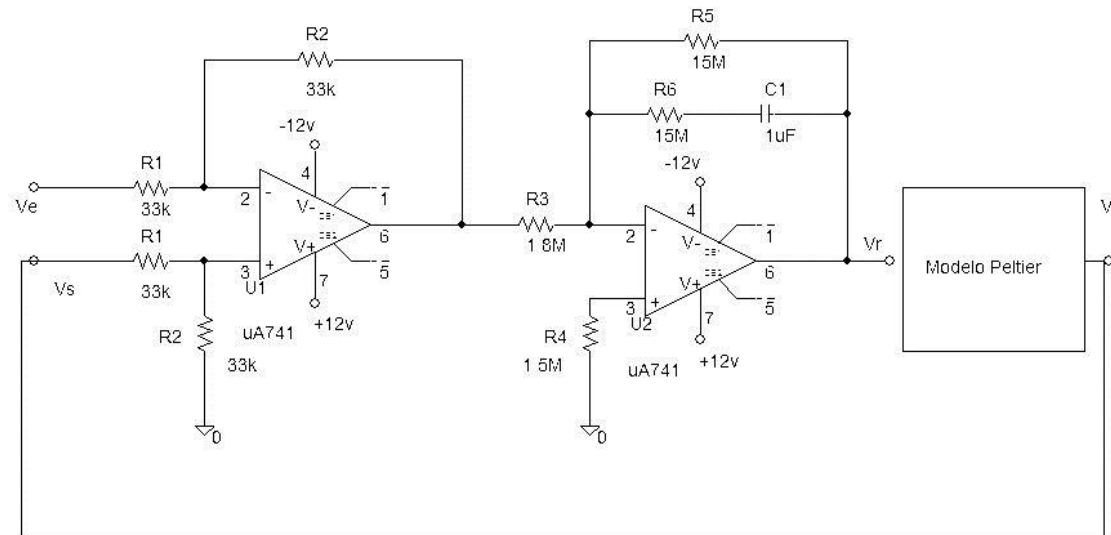 R2
33k
R5
15M
R6
C1
15M
1uF
-12v
-12v
R1
4
1
Ve
33k
2
-
V-
R3
4
1
6
1 8M
2
-
V-
Vr
R1
V+
5
6
Modelo Peltier
Vs
33k
3
+
7
V+
5
U1
+12v
3
+
7
U2
+12v
R2
uA741
R4
33k
1 5M
uA741
0
0